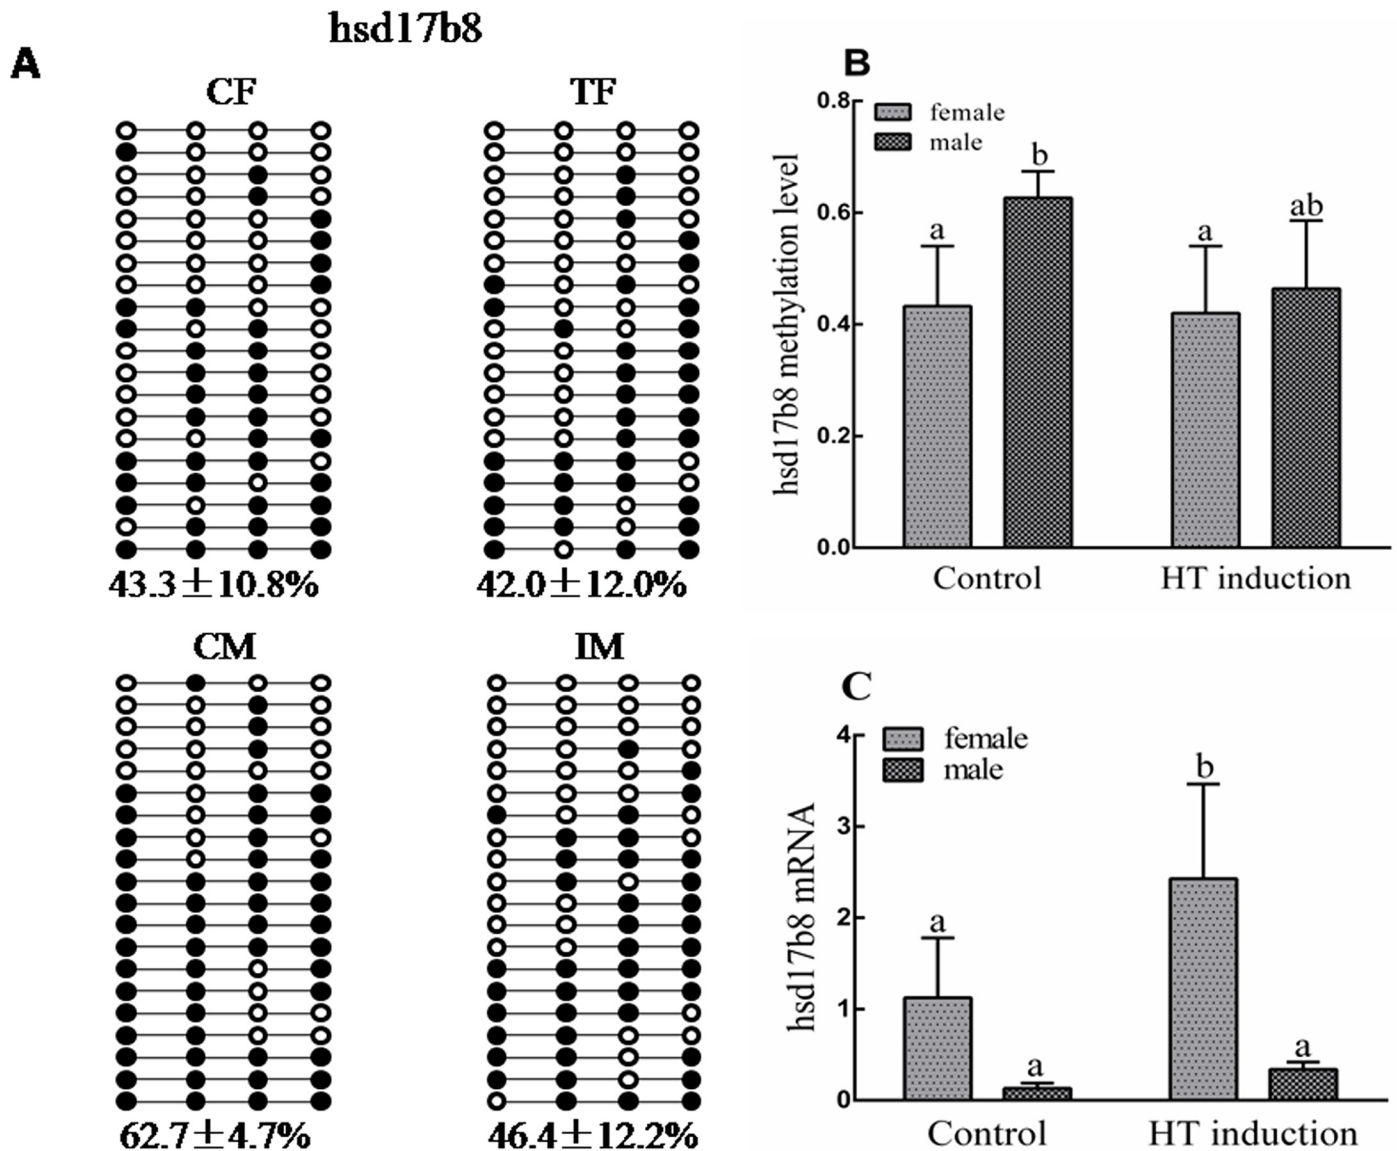 hsd17b8
A
CF
TF
43.3±10.8%
42.0±12.0%
CM
IM
62.7±4.7%
46.4±12.2%
B
0.8
female
male
b
ab
a
a
0.6
0.4
0.2
0.0
hsd17b8 methylation level
Control
HT induction
C
4
female
male
b
3
a
2
1
a
a
0
hsd17b8 mRNA
Control
HT induction